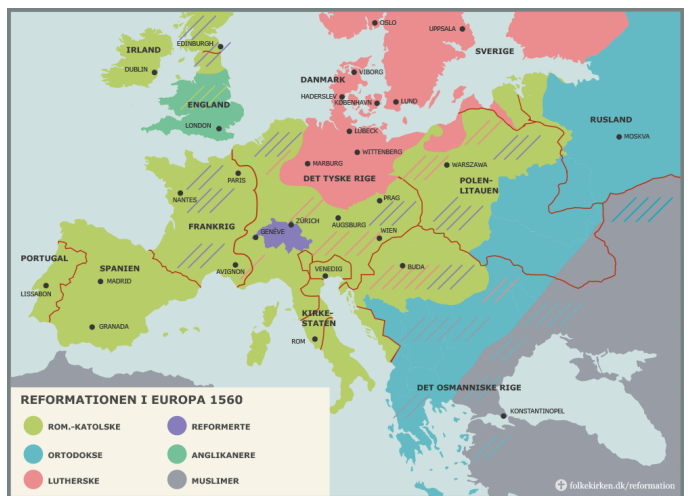 OSLO
UPPSALA
SVERIGE
IRLAND
EDINBURGH
DUBLIN
DANMARK
VIBORG
HADERSLEV
KØBENHAVN
LUND
ENGLAND
LONDON
RUSLAND
MOSKVA
LÜBECK
WITTENBERG
MARBURG
DET TYSKE RIGE
WARSZAWA
POLEN-
LITAUEN
PARIS
NANTES
FRANKRIG
PRAG
ZÜRICH
AUGSBURG
GENÈVE
WIEN
PORTUGAL
LISSABON
SPANIEN
MADRID
GRANADA
AVIGNON
VENEDIG
BUDA
KIRKE-
STATEN
ROM
DET OSMANNISKE RIGE
KONSTANTINOPEL
REFORMATIONEN I EUROPA 1560
ROM.-KATOLSKE
REFORMERTE
ORTODOKSE
ANGLIKANERE
LUTHERSKE
MUSLIMER
folkekirken.dk/reformation